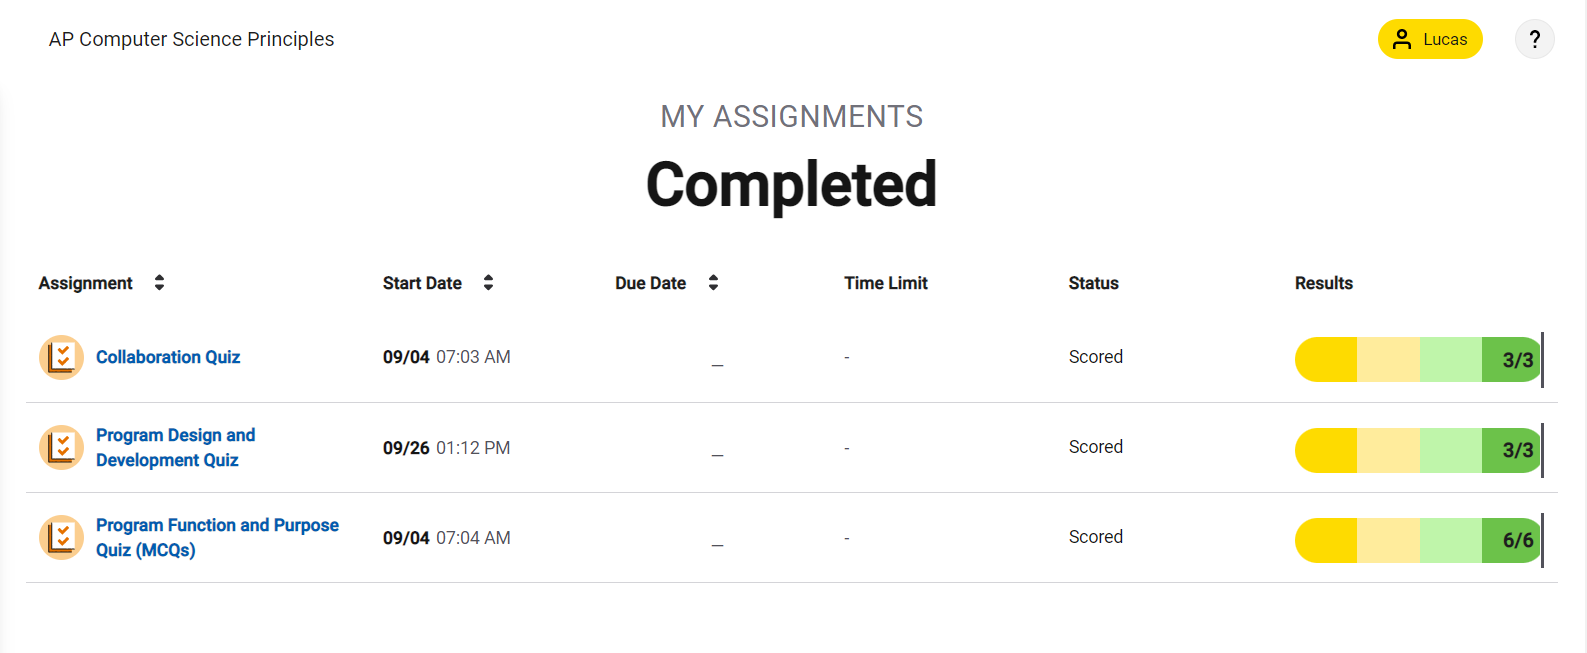 AP Computer Science Principles
Lucas
?
MY ASSIGNMENTS
Completed
Assignment Start Date Due Date Time Limit Status Results
Collaboration Quiz 09/04 07:03 AM _ - Scored 3/3
Program Design and
Development Quiz 09/26 01:12 PM _ - Scored 3/3
Program Function and Purpose
Quiz (MCQs) 09/04 07:04 AM _ - Scored 6/6